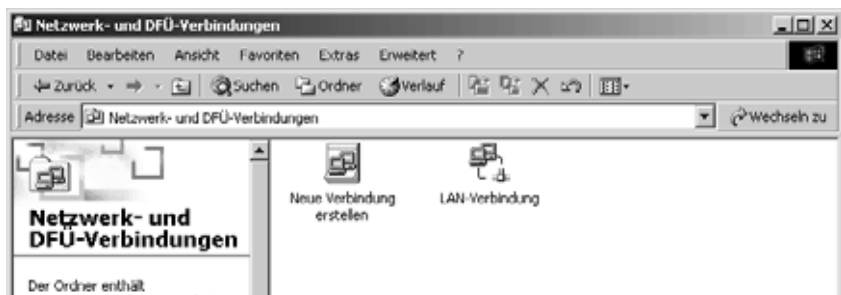 Netzwerk- und DFÜ-Verbindungen
Datei Bearbeiten Ansicht Favoriten Extras Erweitert ?
Zurück Suchen Ordner Verlauf
Adresse Netzwerk- und DFÜ-Verbindungen Wechseln zu
Netzwerk- und
DFÜ-Verbindungen
Der Ordner enthält
Neue Verbindung
erstellen
LAN-Verbindung